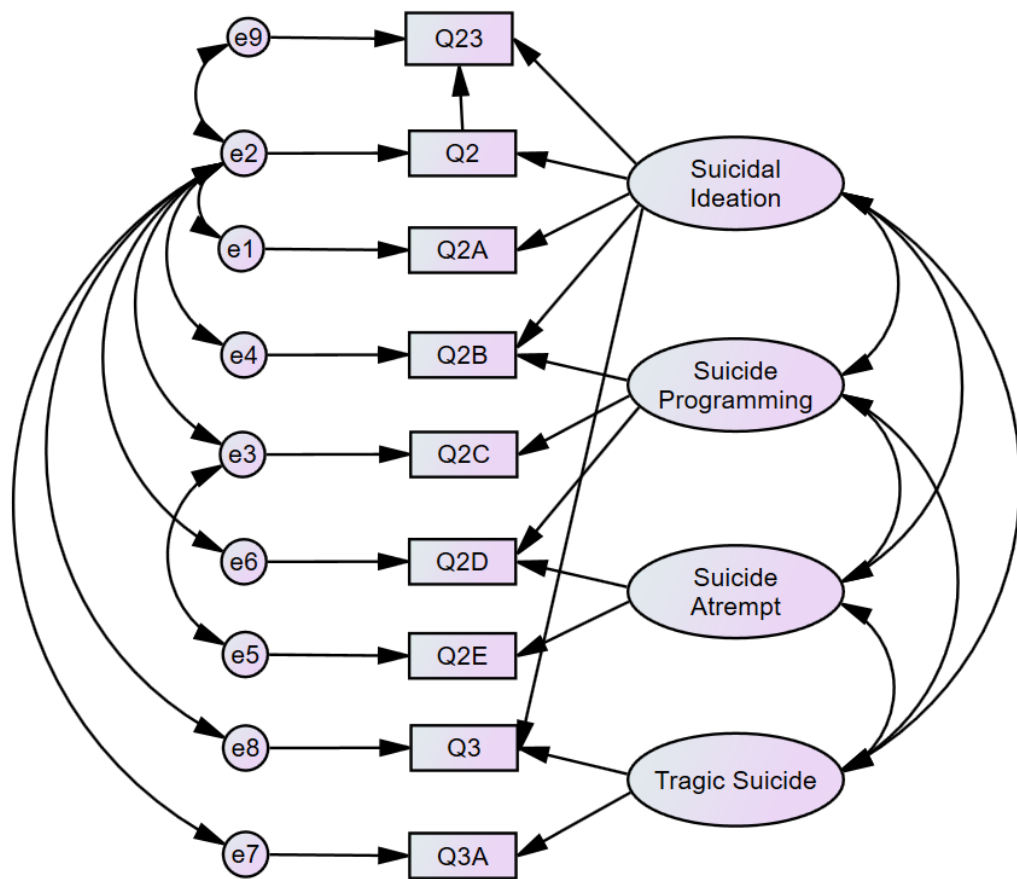 e9
Q23
e2
Q2
Suicidal
Ideation
e1
Q2A
e4
Q2B
Suicide
Programming
e3
Q2C
e6
Q2D
Suicide
Atrempt
e5
Q2E
e8
Q3
Tragic Suicide
e7
Q3A